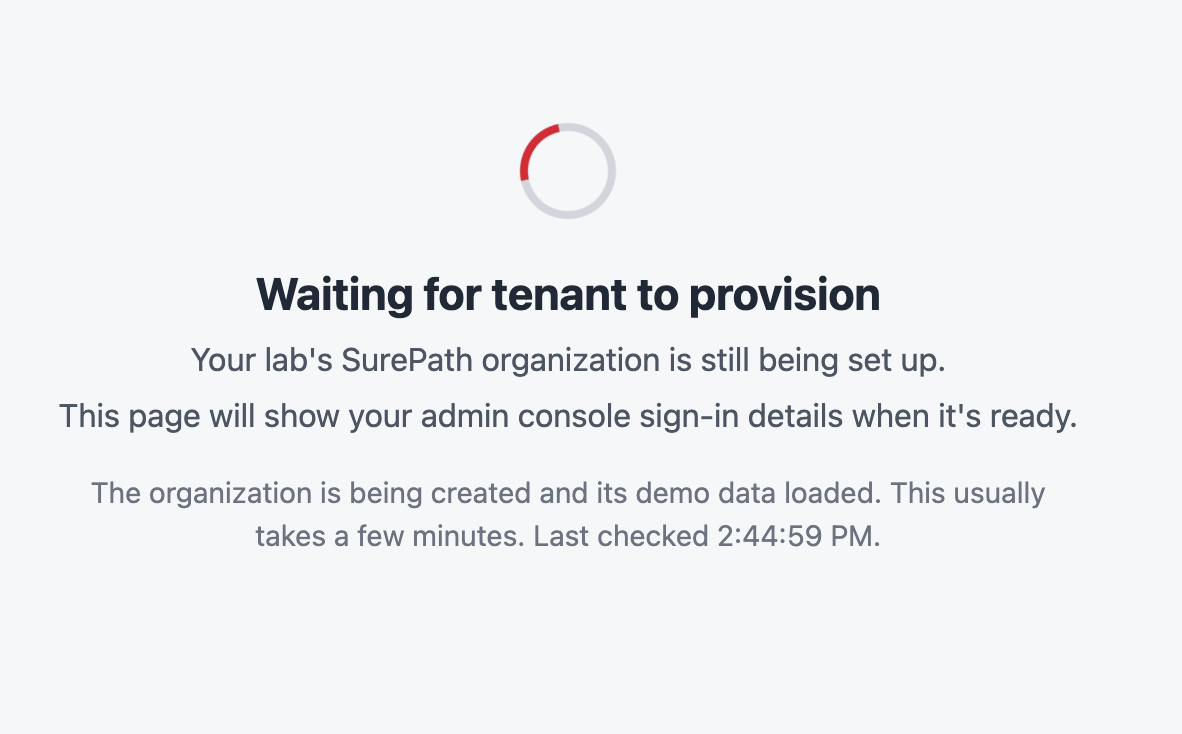 Waiting for tenant to provision
Your lab's SurePath organization is still being set up.
This page will show your admin console sign-in details when it's ready.
The organization is being created and its demo data loaded. This usually
takes a few minutes. Last checked 2:44:59 PM.